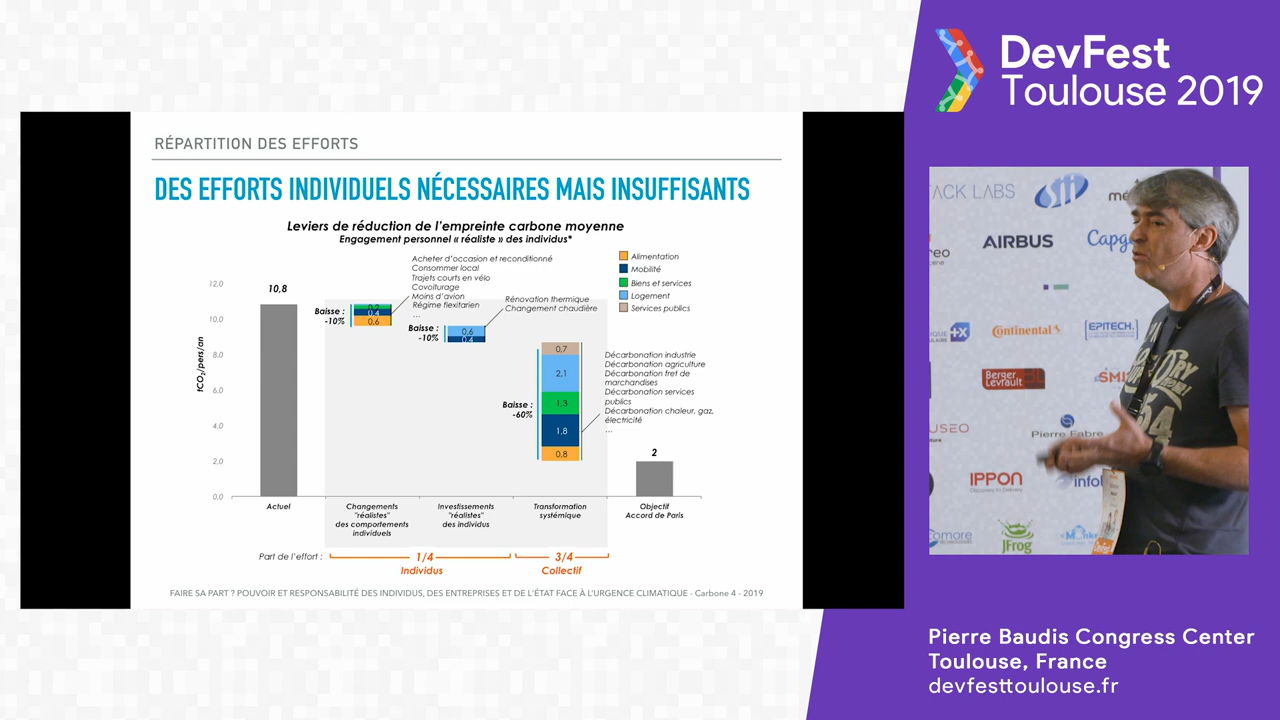 DevFest
Toulouse 2019
RÉPARTITION DES EFFORTS
DES EFFORTS INDIVIDUELS NÉCESSAIRES MAIS INSUFFISANTS
Leviers de réduction de l'empreinte carbone moyenne
Engagement personnel « réaliste » des individus*
Acheter d'occasion et reconditionné
Consommer local
Trajets courts en vélo
Covoiturage
Moins d'avion
Régime flexitarien
...
Rénovation thermique
Changement chaudière
Alimentation
Mobilité
Biens et services
Logement
Services publics
tCO2/pers/an
12,0
8,0
6,0
4,0
2,0
0,0
10,8
Baisse :
-10%
0,2
0,4
0,6
Baisse :
-10%
0,6
0,4
Baisse :
-60%
0,7
2,1
1,3
1,8
0,8
Décarbonation industrie
Décarbonation agriculture
Décarbonation fret de
marchandises
Décarbonation services
publics
Décarbonation chaleur, gaz,
électricité
...
2
Actuel
Changements
"réalistes"
des comportements
individuels
Investissements
"réalistes"
des individus
Transformation
systémique
Objectif
Accord de Paris
Part de l'effort :
1/4
Individus
3/4
Collectif
FAIRE SA PART ? POUVOIR ET RESPONSABILITÉ DES INDIVIDUS, DES ENTREPRISES ET DE L'ÉTAT FACE À L'URGENCE CLIMATIQUE - Carbone 4 - 2019
TACK LABS
sii
AIRBUS
Capg
Continental
EPITECH
Berger
Levrault
Pierre Fabre
IPPON
JFrog
Pierre Baudis Congress Center
Toulouse, France
devfesttoulouse.fr